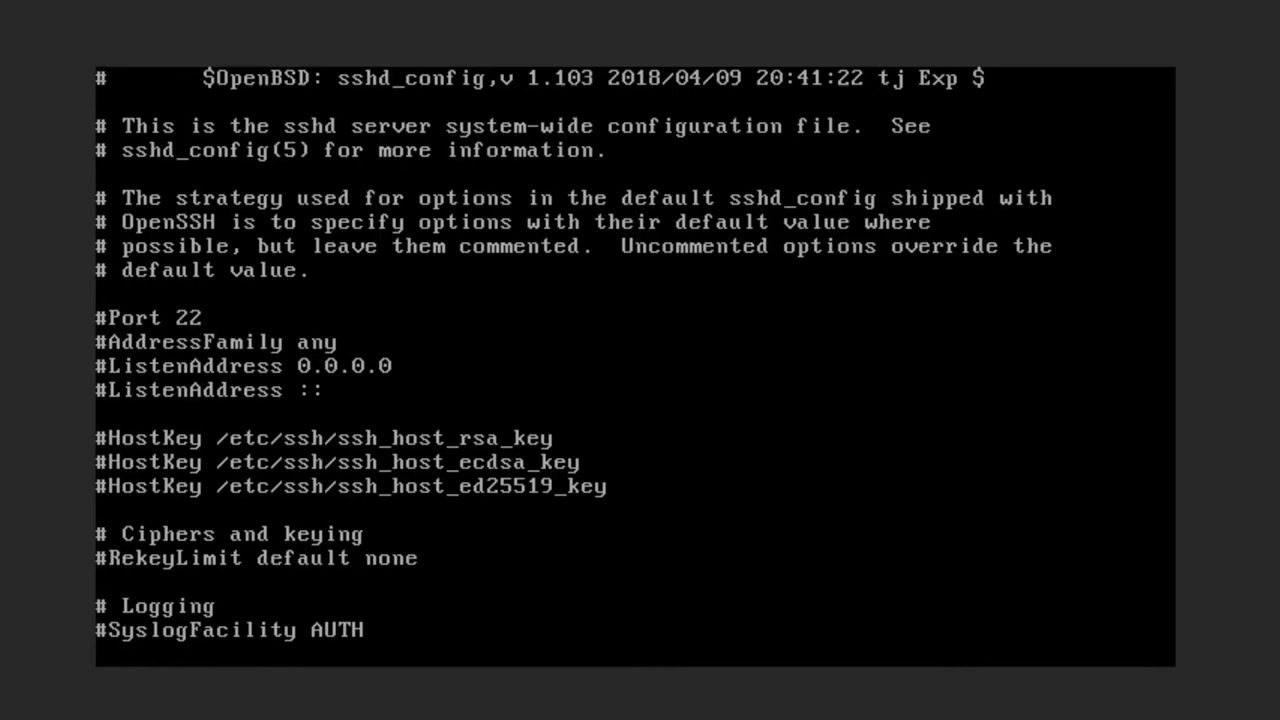 #       $OpenBSD: sshd_config,v 1.103 2018/04/09 20:41:22 tj Exp $
# This is the sshd server system-wide configuration file.  See
# sshd_config(5) for more information.
# The strategy used for options in the default sshd_config shipped with
# OpenSSH is to specify options with their default value where
# possible, but leave them commented.  Uncommented options override the
# default value.
#Port 22
#AddressFamily any
#ListenAddress 0.0.0.0
#ListenAddress ::
#HostKey /etc/ssh/ssh_host_rsa_key
#HostKey /etc/ssh/ssh_host_ecdsa_key
#HostKey /etc/ssh/ssh_host_ed25519_key
# Ciphers and keying
#RekeyLimit default none
# Logging
#SyslogFacility AUTH